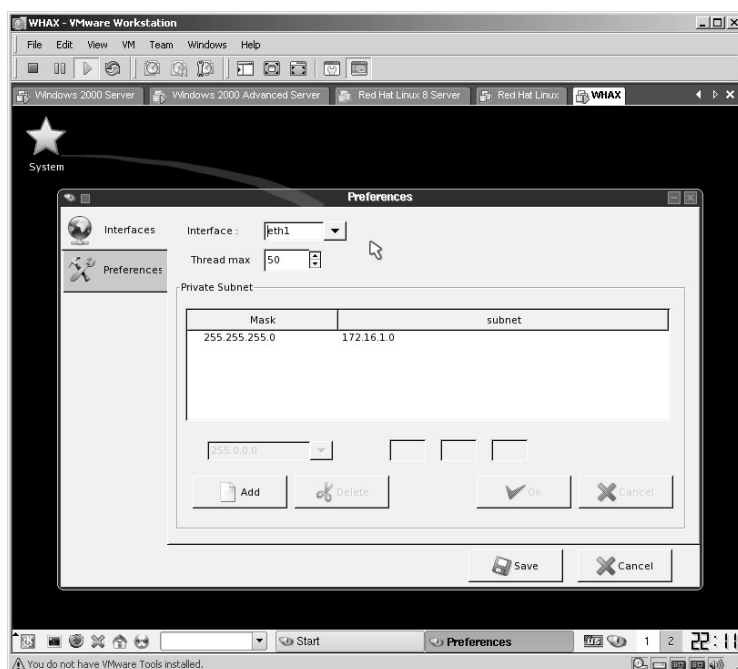 WHAX - VMware Workstation
File Edit View VM Team Windows Help
Windows 2000 Server Windows 2000 Advanced Server Red Hat Linux 8 Server Red Hat Linux WHAX
System
Preferences
Interfaces
Preferences
Interface : eth1
Thread max 50
Private Subnet
Mask subnet
255.255.255.0 172.16.1.0
255.0.0.0
Add Delete Ok Cancel
Save Cancel
Start Preferences 1 2 22:11
You do not have VMware Tools installed.